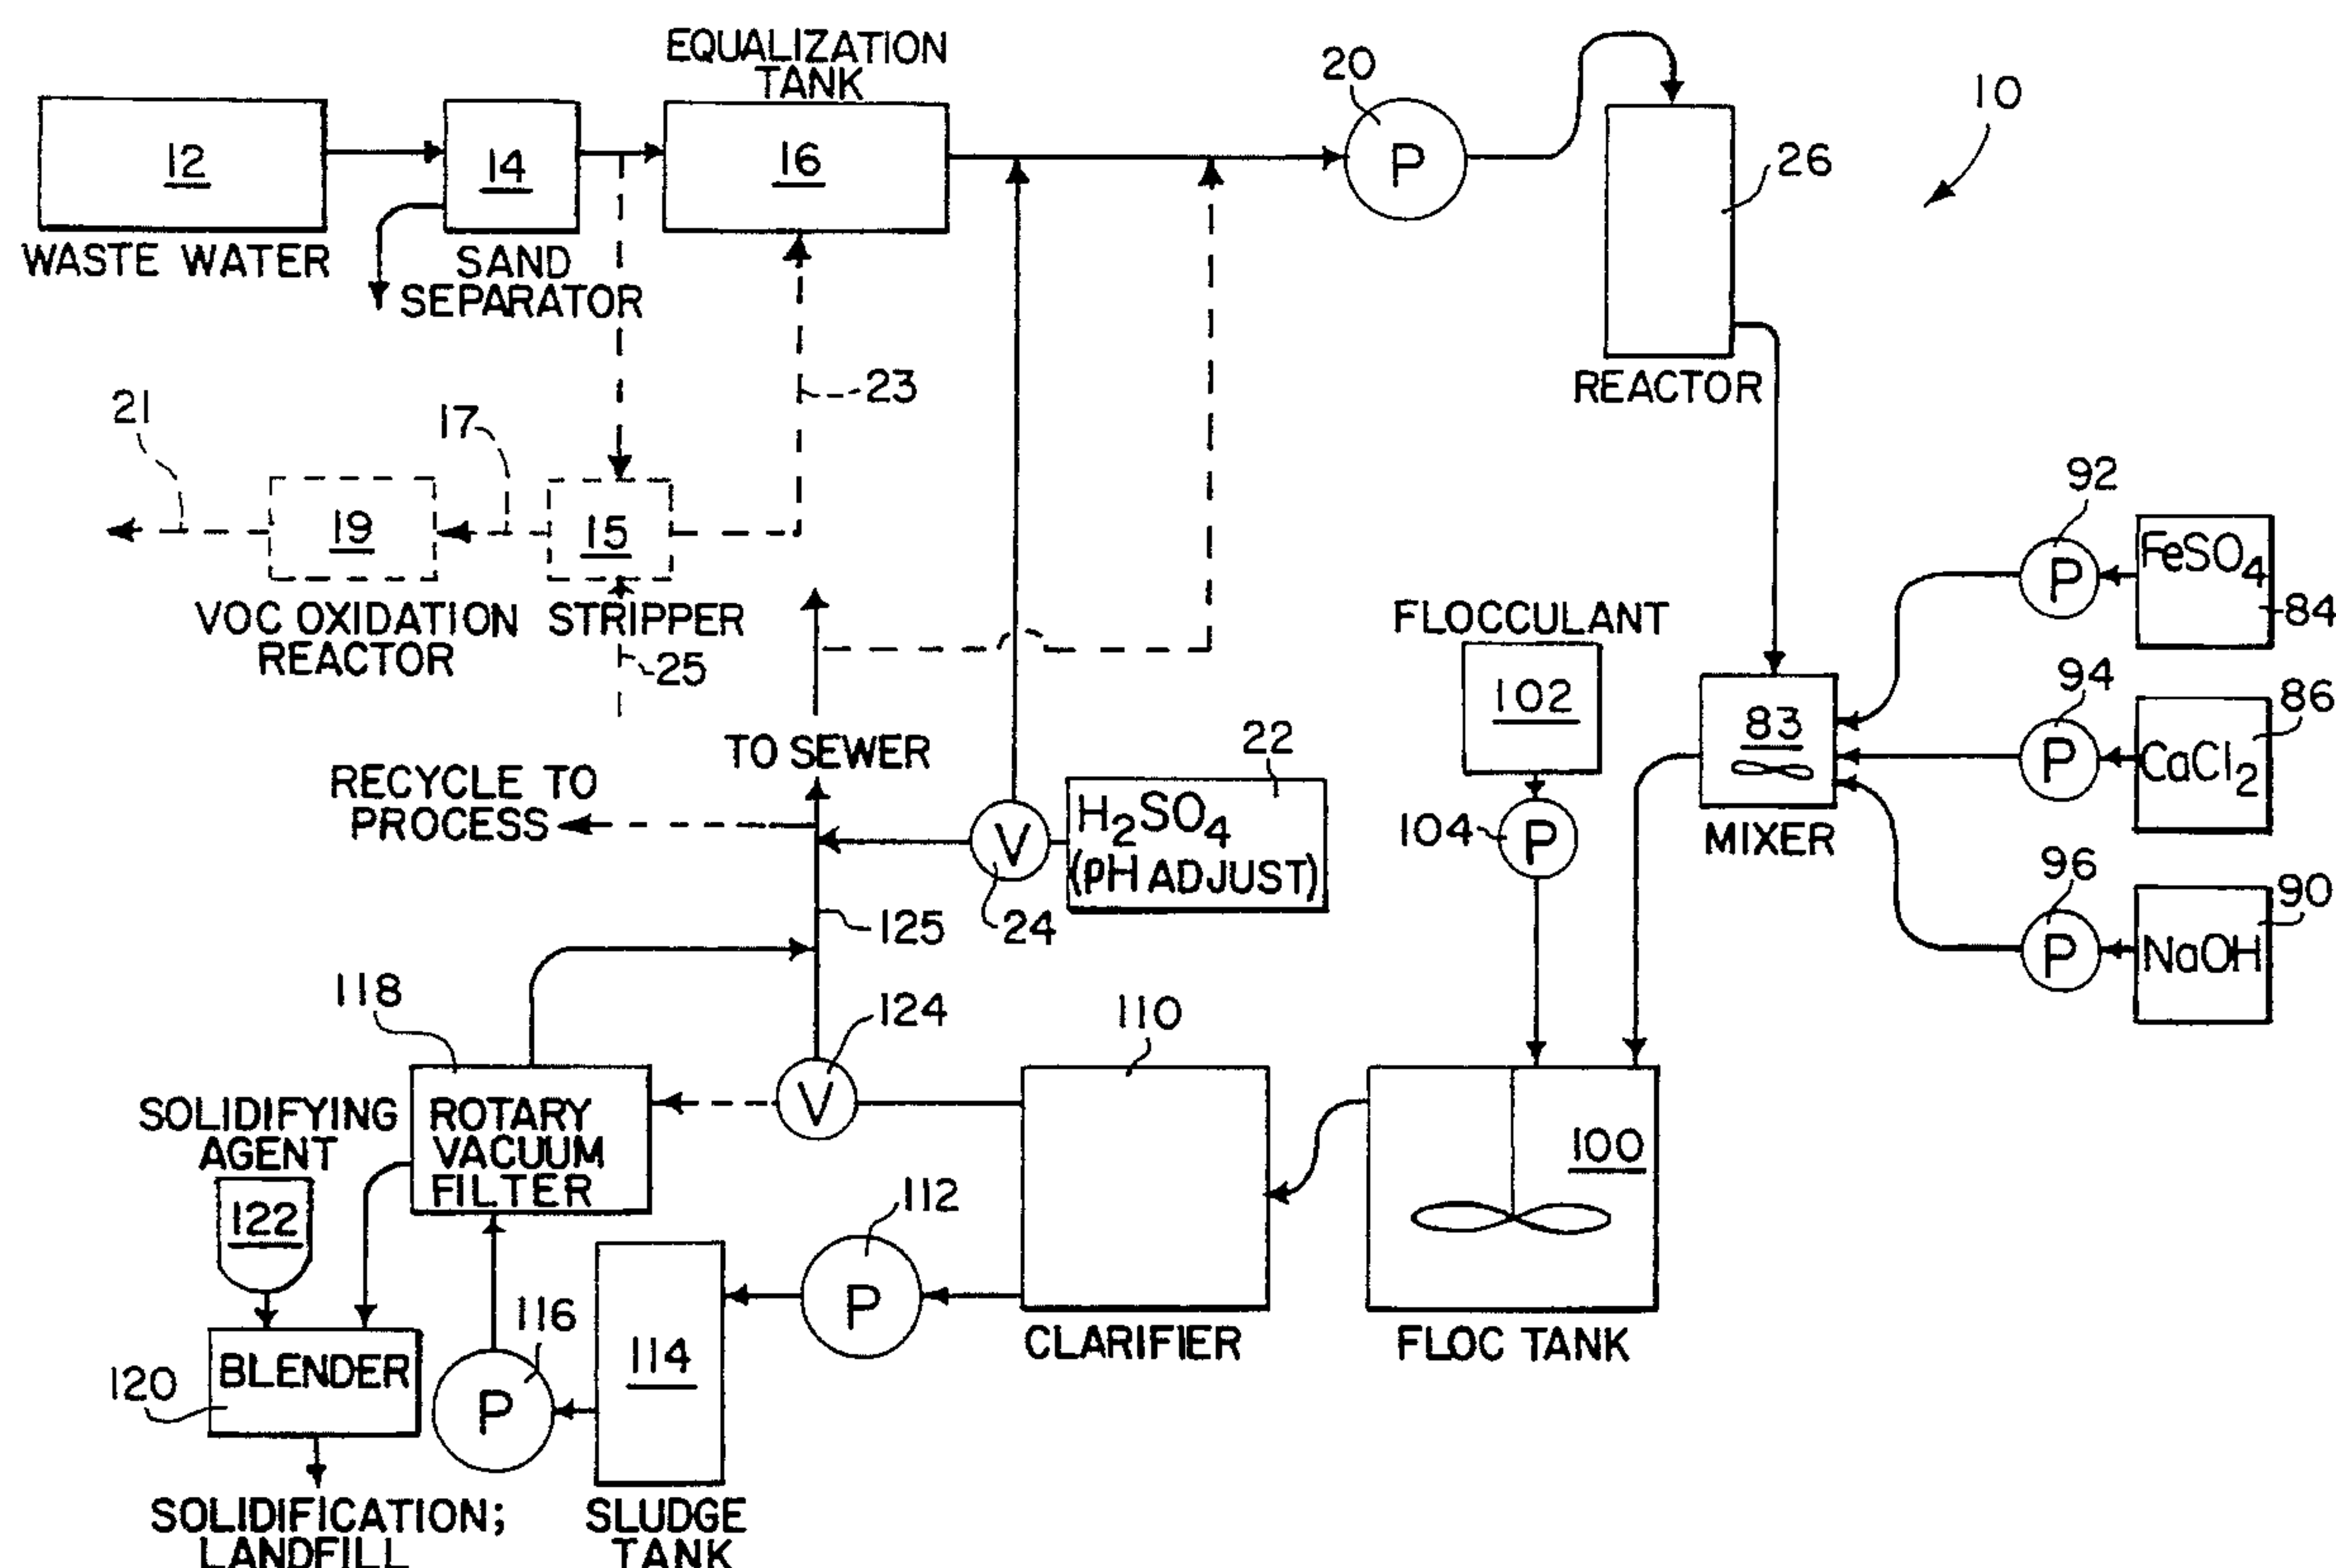 EQUALIZATION
TANK
20
P
10
12
14
16
26
WASTE WATER
SAND
SEPARATOR
REACTOR
23
21
17
19
15
VOC OXIDATION
REACTOR
STRIPPER
25
92
P
FeSO4
84
FLOCCULANT
102
104
P
83
MIXER
94
P
86
CaCl2
96
P
90
NaOH
TO SEWER
RECYCLE TO
PROCESS
22
H2SO4
(pH ADJUST)
V
24
125
118
124
V
110
ROTARY
VACUUM
FILTER
SOLIDIFYING
AGENT
122
100
112
P
CLARIFIER
FLOC TANK
116
P
114
BLENDER
120
SOLIDIFICATION;
LANDFILL
SLUDGE
TANK